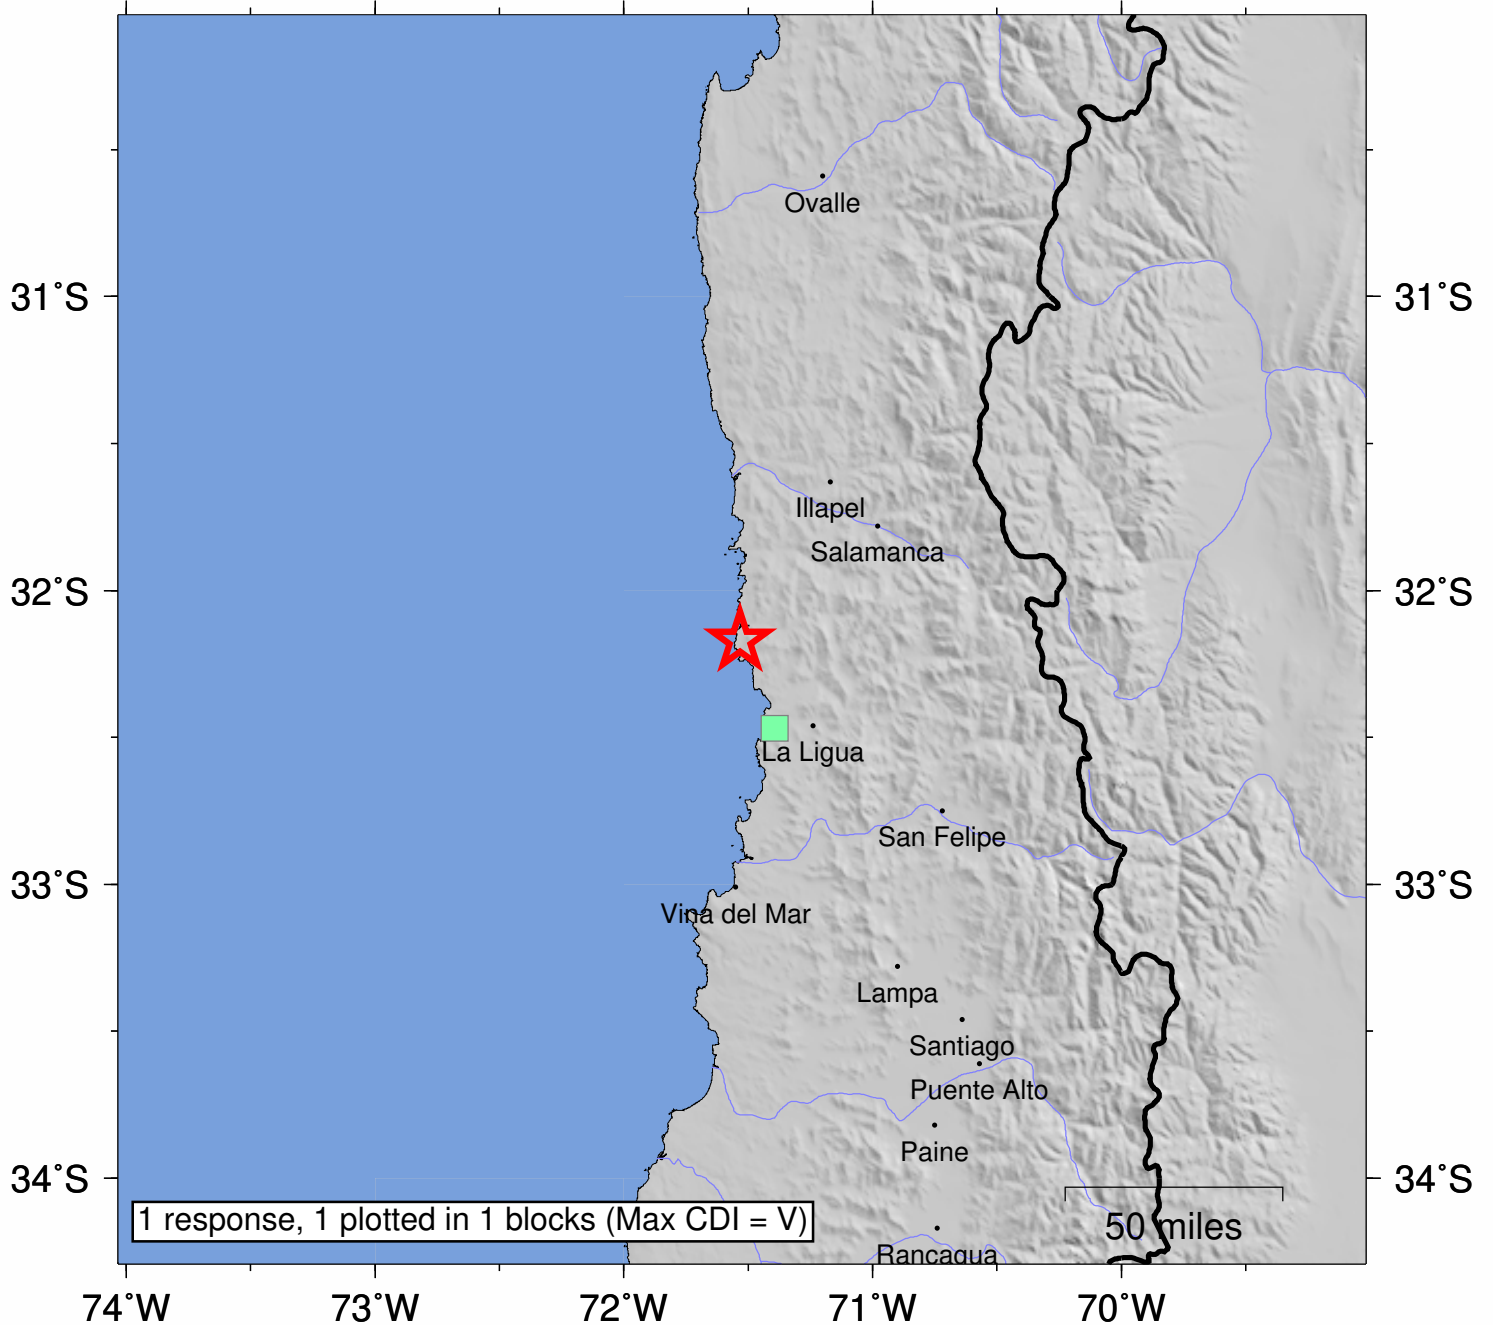 Ovalle
31°S
31°S
Illapel
Salamanca
32°S
32°S
La Ligua
San Felipe
33°S
33°S
Vina del Mar
Lampa
Santiago
Puente Alto
Paine
34°S
34°S
1 response, 1 plotted in 1 blocks (Max CDI = V)
50 miles
Rancagua
74°W
73°W
72°W
71°W
70°W